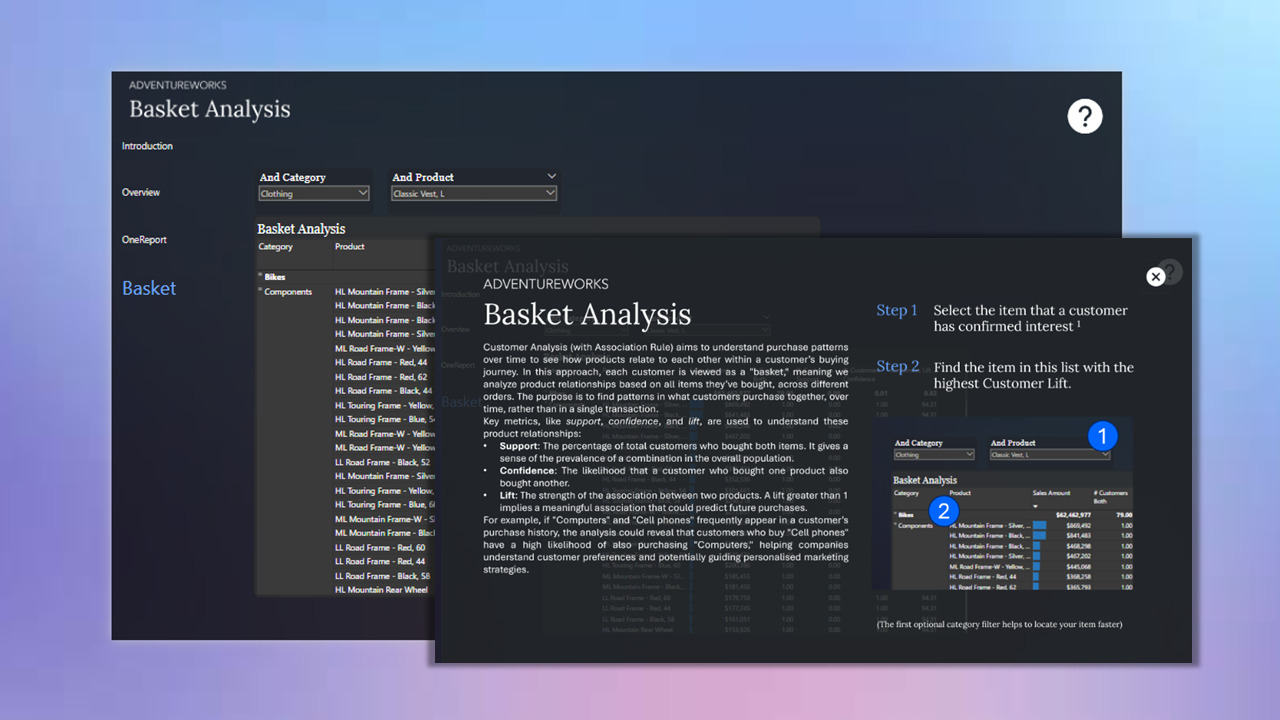 ADVENTUREWORKS
Basket Analysis
?
Introduction
Overview
OneReport
Basket
And Category
Clothing
And Product
Classic Vest, L
Basket Analysis
Category Product
Bikes
Components HL Mountain Frame - Silve
HL Mountain Frame - Black
HL Mountain Frame - Black
HL Mountain Frame - Silve
ML Road Frame-W - Yellow
HL Road Frame - Red, 44
HL Road Frame - Red, 62
HL Road Frame - Black, 44
HL Touring Frame - Yellow,
HL Touring Frame - Blue, 5
ML Road Frame-W - Yellow
ML Road Frame-W - Yellow
LL Road Frame - Black, 52
HL Mountain Frame - Silve
HL Touring Frame - Yellow
HL Touring Frame - Blue, 6
ML Mountain Frame-W - S
LL Road Frame - Red, 60
LL Road Frame - Red, 44
LL Road Frame - Black, 58
HL Mountain Rear Wheel
ADVENTUREWORKS
Basket Analysis
ADVENTUREWORKS
Basket Analysis
Customer Analysis (with Association Rule) aims to understand purchase patterns
over time to see how products relate to each other within a customer's buying
journey. In this approach, each customer is viewed as a "basket," meaning we
analyze product relationships based on all items they've bought, across different
orders. The purpose is to find patterns in what customers purchase together, over
time, rather than in a single transaction.
Key metrics, like support, confidence, and lift, are used to understand these
product relationships:
• Support: The percentage of total customers who bought both items. It gives a
sense of the prevalence of a combination in the overall population.
• Confidence: The likelihood that a customer who bought one product also
bought another.
• Lift: The strength of the association between two products. A lift greater than 1
implies a meaningful association that could predict future purchases.
For example, if "Computers" and "Cell phones" frequently appear in a customer's
purchase history, the analysis could reveal that customers who buy "Cell phones"
have a high likelihood of also purchasing "Computers," helping companies
understand customer preferences and potentially guiding personalised marketing
strategies.
Step 1 Select the item that a customer
has confirmed interest 1
Step 2 Find the item in this list with the
highest Customer Lift.
And Category
Clothing
And Product
Classic Vest, L
1
Basket Analysis
Category Product Sales Amount # Customers
Both
2
Bikes $62,462,977 79.00
Components HL Mountain Frame - Silver, ... $869,492 1.00
HL Mountain Frame - Black, ... $841,483 1.00
HL Mountain Frame - Black, ... $468,298 1.00
HL Mountain Frame - Silver, ... $467,202 1.00
ML Road Frame-W - Yellow, ... $445,068 1.00
HL Road Frame - Red, 44 $368,258 1.00
HL Road Frame - Red, 62 $365,793 1.00
(The first optional category filter helps to locate your item faster)